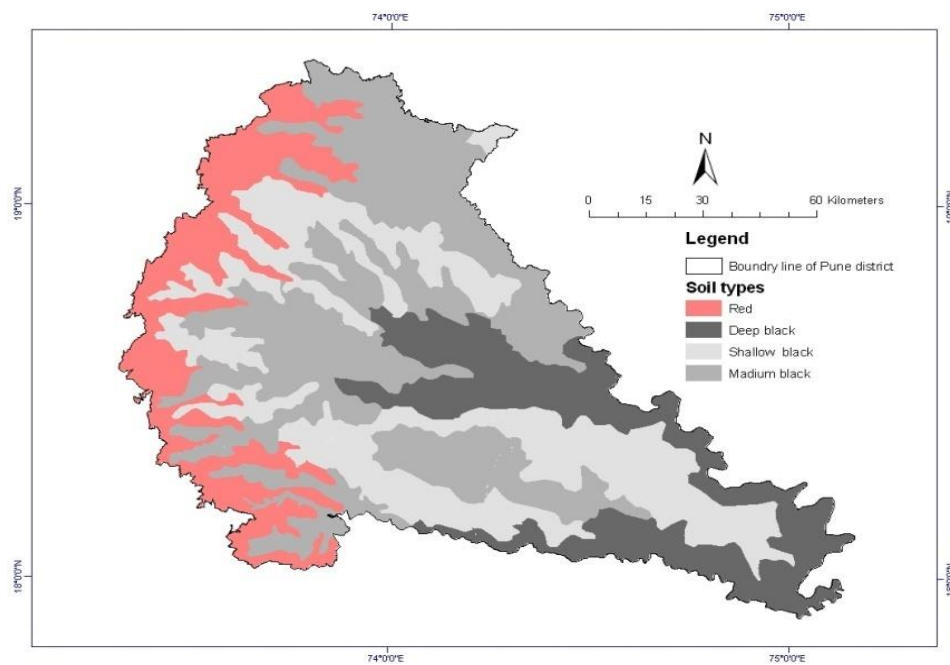 74°0'0"E 75°0'0"E
N
0 15 30 60 Kilometers
19°0'0"N
Legend
Boundry line of Pune district
Soil types
Red
Deep black
Shallow black
Madium black
18°0'0"N
74°0'0"E 75°0'0"E